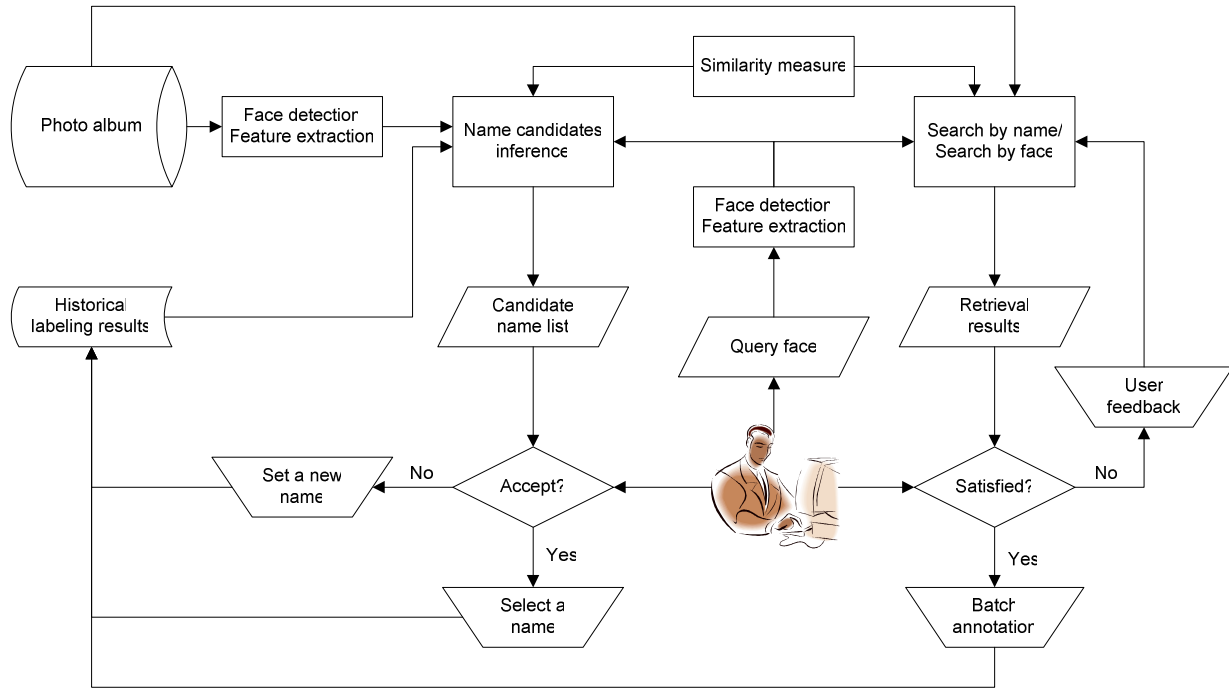 Similarity measure
Photo album
Face detection
Feature extraction
Name candidates
inference
Search by name/
Search by face
Face detection
Feature extraction
Historical
labeling results
Candidate
name list
Query face
Retrieval
results
User
feedback
Set a new
name
No
Accept?
Satisfied?
No
Yes
Yes
Select a
name
Batch
annotation